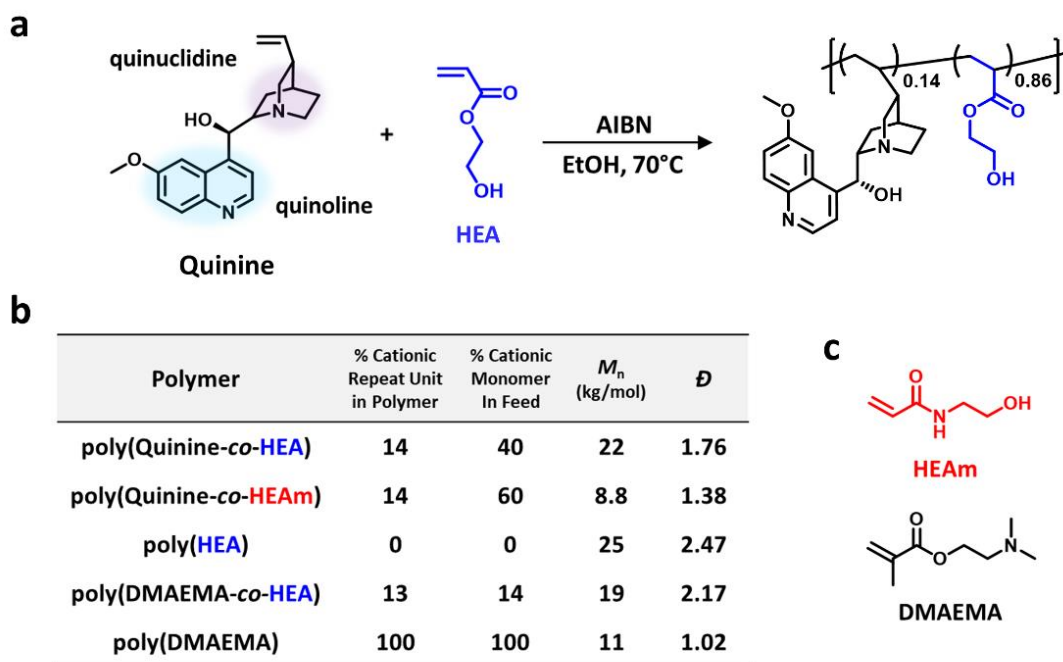 a
quinuclidine
N
HO
O
N
quinoline
Quinine
+
O
O
OH
HEA
AIBN
EtOH, 70°C
0.14
0.86
O
N
OH
N
O
O
OH
b
Polymer
% Cationic
Repeat Unit
in Polymer
% Cationic
Monomer
In Feed
Mn
(kg/mol)
Đ
poly(Quinine-co-HEA) 14 40 22 1.76
poly(Quinine-co-HEAm) 14 60 8.8 1.38
poly(HEA) 0 0 25 2.47
poly(DMAEMA-co-HEA) 13 14 19 2.17
poly(DMAEMA) 100 100 11 1.02
c
O
N
H
OH
HEAm
O
O
N
DMAEMA